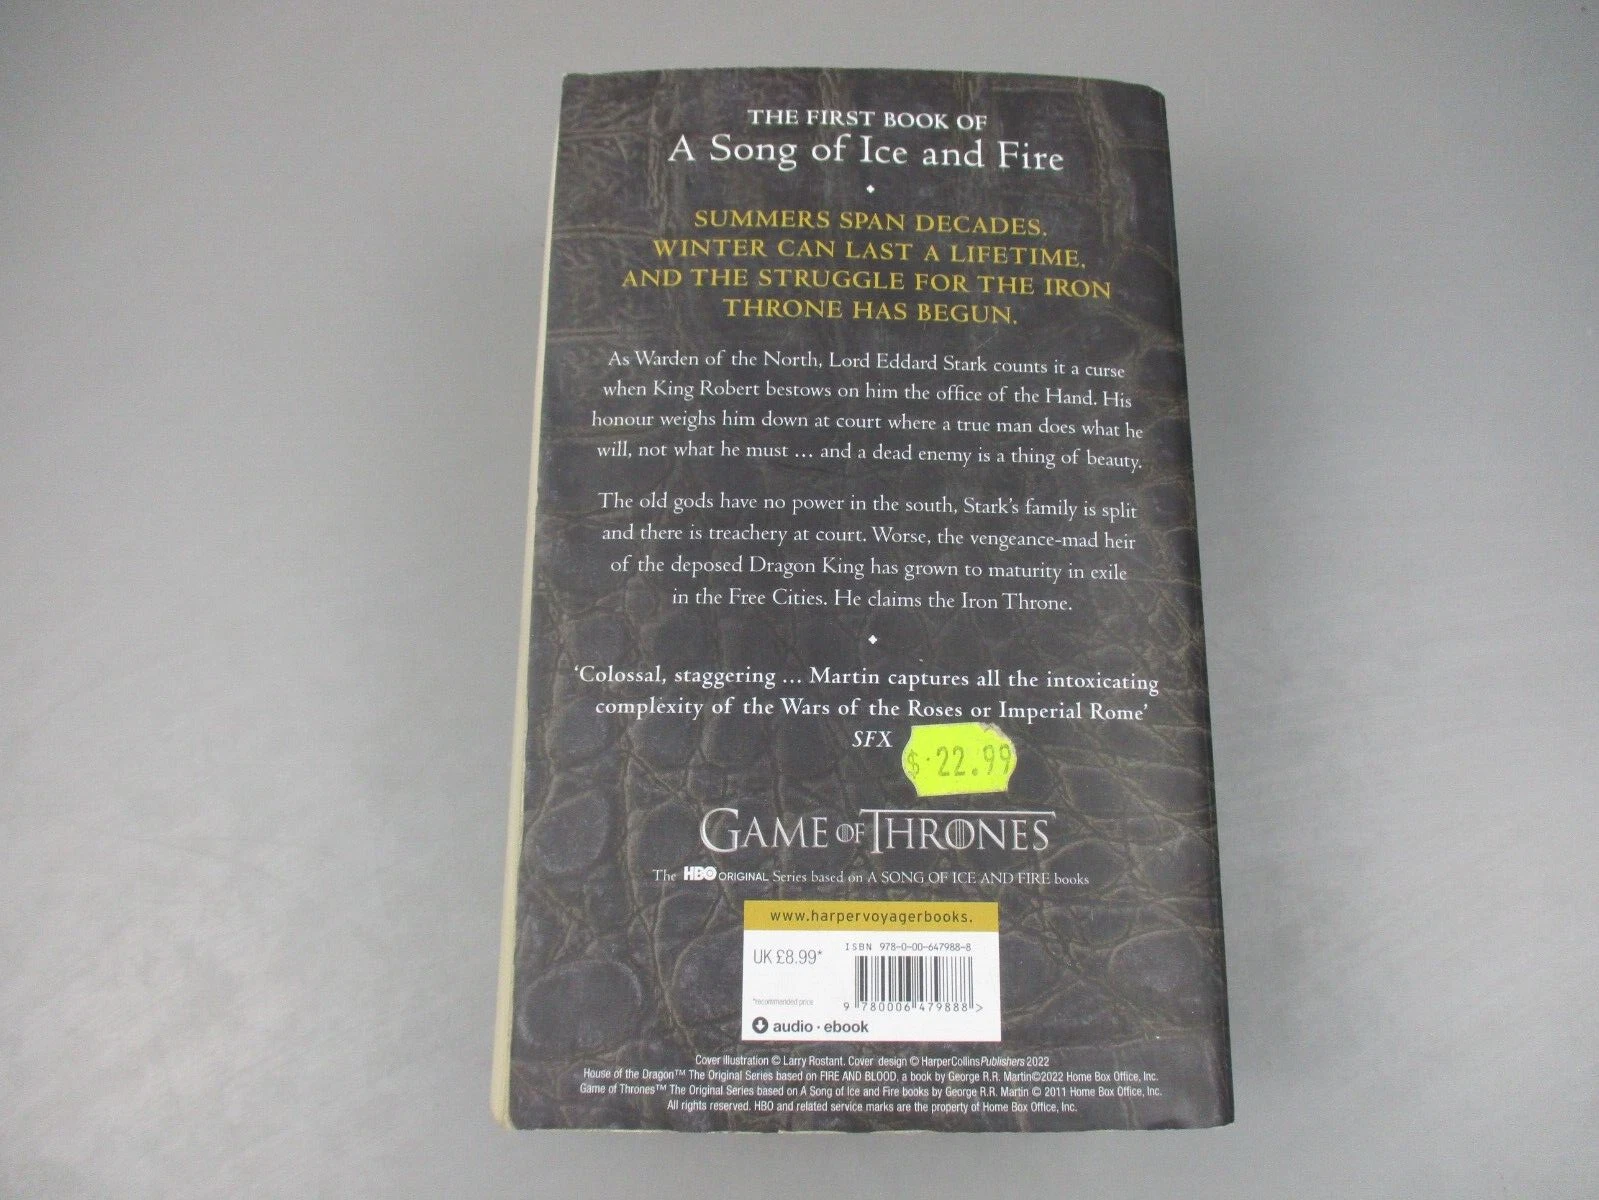 THE FIRST BOOK OF
A Song of Ice and Fire
SUMMERS SPAN DECADES.
WINTER CAN LAST A LIFETIME.
AND THE STRUGGLE FOR THE IRON
THRONE HAS BEGUN.
As Warden of the North, Lord Eddard Stark counts it a curse
when King Robert bestows on him the office of the Hand. His
honour weighs him down at court where a true man does what he
will, not what he must ... and a dead enemy is a thing of beauty.
The old gods have no power in the south, Stark's family is split
and there is treachery at court. Worse, the vengeance-mad heir
of the deposed Dragon King has grown to maturity in exile
in the Free Cities. He claims the Iron Throne.
‘Colossal, staggering ... Martin captures all the intoxicating
complexity of the Wars of the Roses or Imperial Rome’
SFX
$·22.99
GAME OF THRONES
The HBO ORIGINAL Series based on A SONG OF ICE AND FIRE books
www.harpervoyagerbooks.
ISBN 978-0-00-647988-8
UK £8.99*
*recommended price
9 780006 479888 >
audio · ebook
Cover illustration © Larry Rostant. Cover design © HarperCollinsPublishers 2022
House of the Dragon™ The Original Series based on FIRE AND BLOOD, a book by George R.R. Martin©2022 Home Box Office, Inc.
Game of Thrones™ The Original Series based on A Song of Ice and Fire books by George R.R. Martin © 2011 Home Box Office, Inc.
All rights reserved. HBO and related service marks are the property of Home Box Office, Inc.